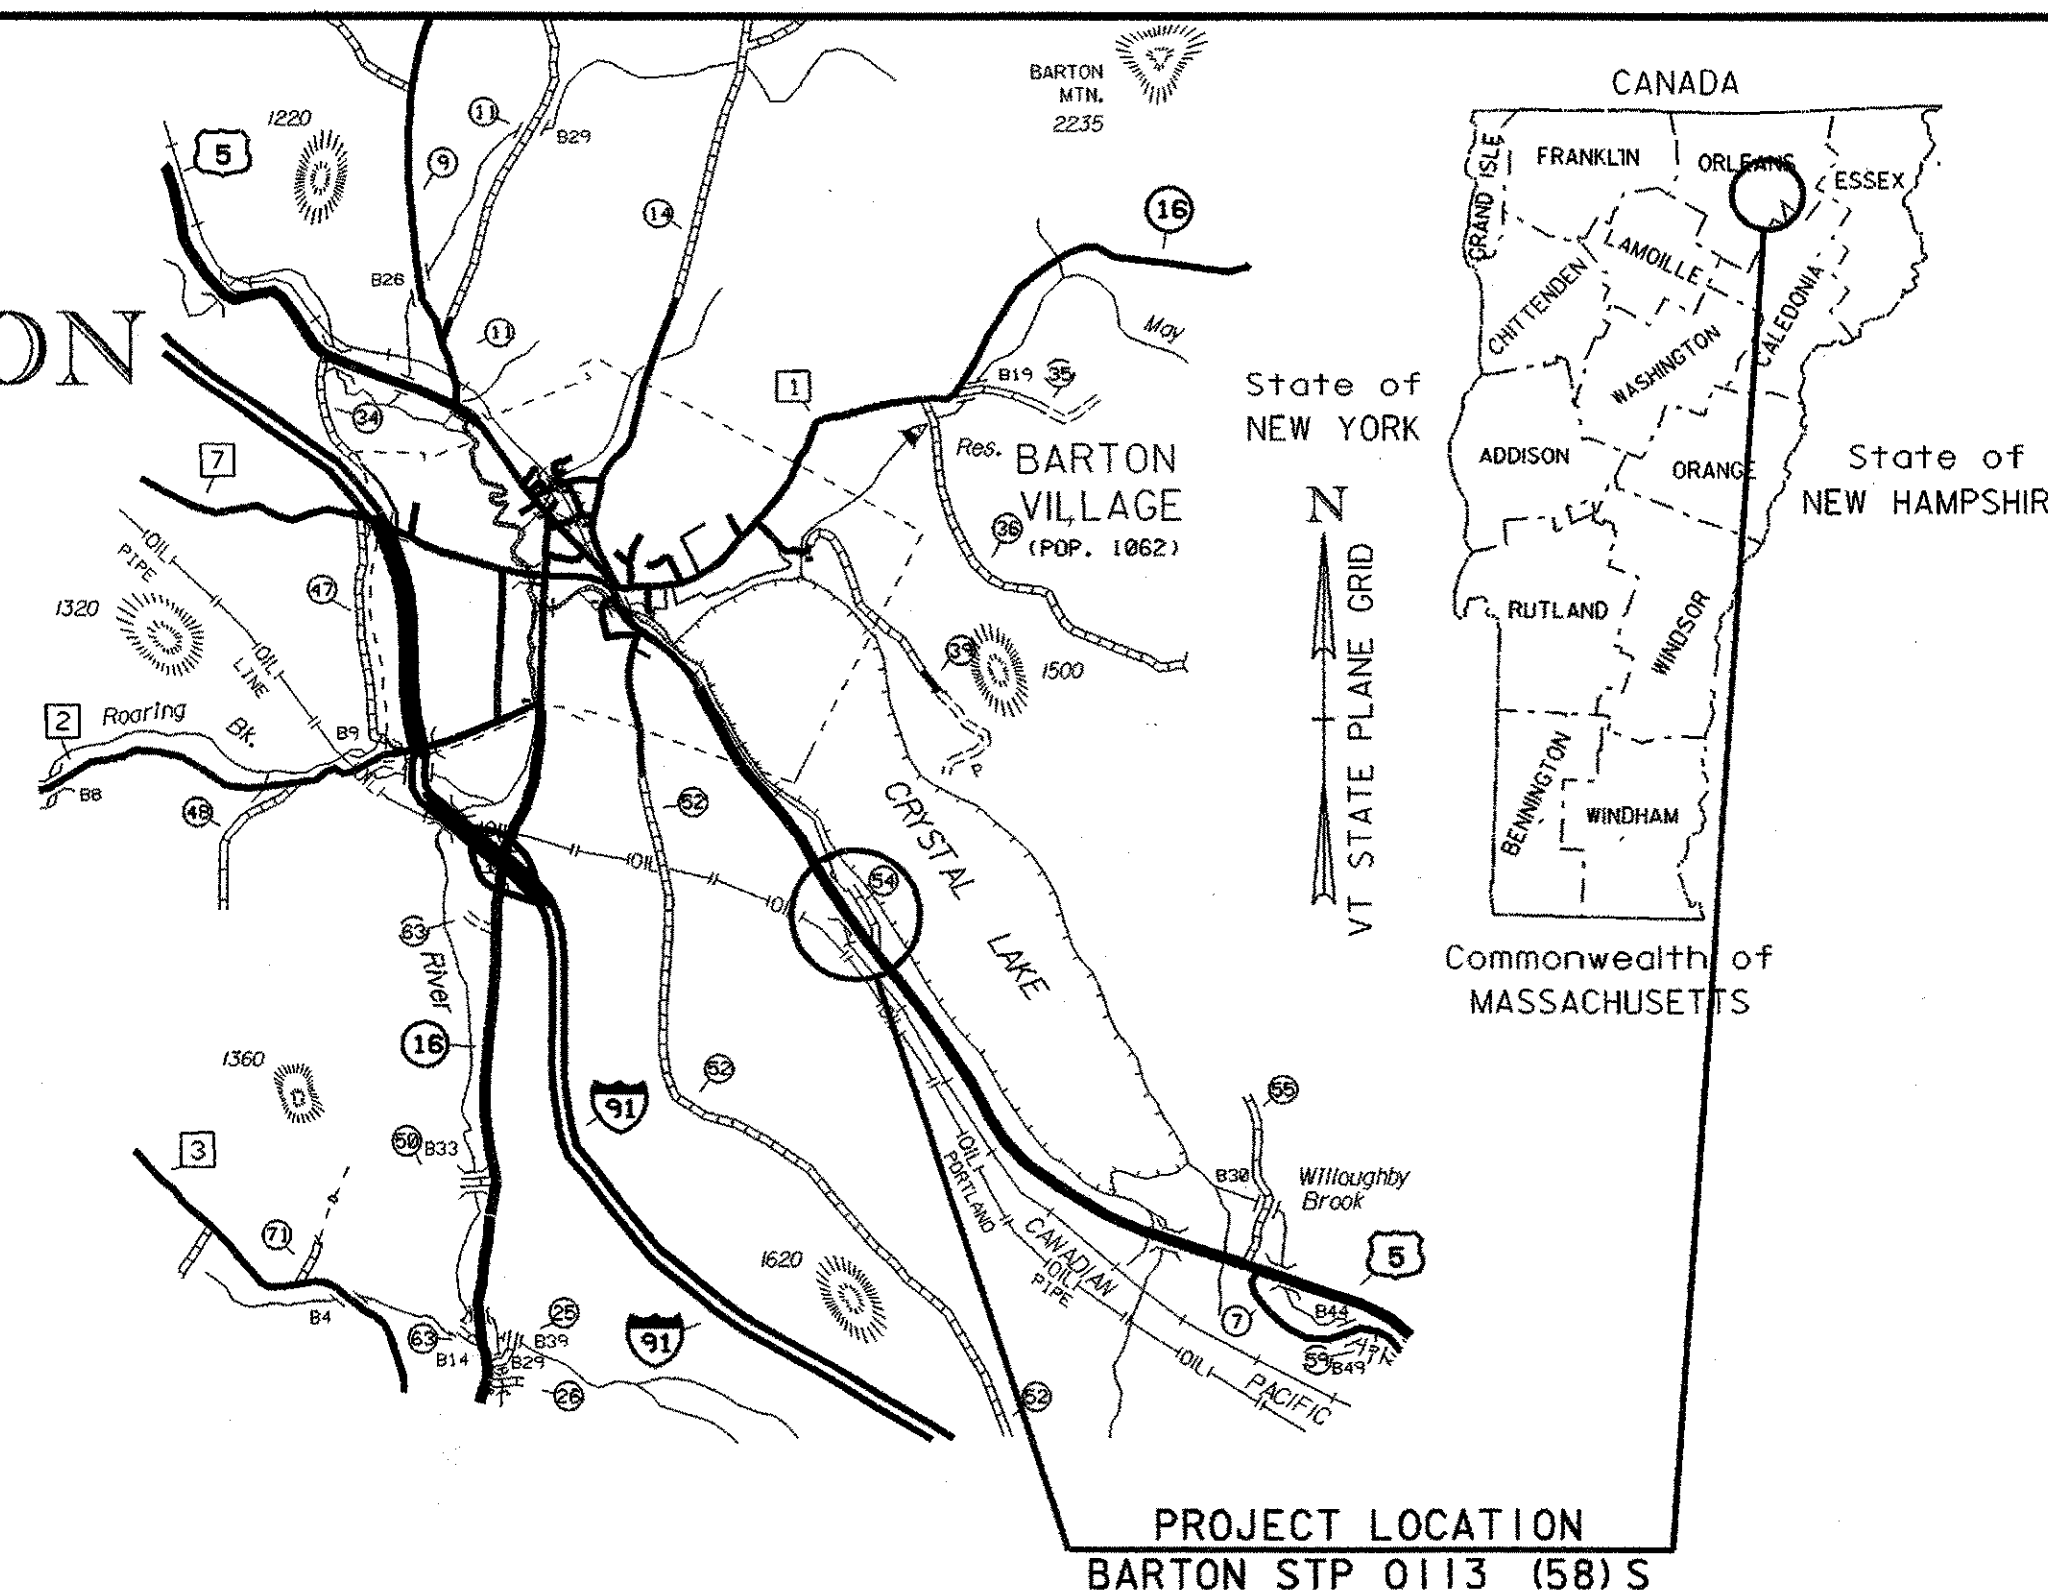 BARTON
MTN.
2235
CANADA
1220
5
11
B29
9
14
16
B26
11
34
7
1
May
B19
35
Res.
BARTON
VILLAGE
(POP. 1062)
36
OIL
PIPE
OIL
LINE
1320
47
39
1500
2
Roaring
Bk.
B9
B8
48
52
OIL
OIL
54
CRYSTAL
LAKE
63
River
16
1360
91
52
3
50
B33
71
B4
63
B14
25
B39
B29
26
91
1620
52
OIL
PORTLAND
CANADIAN
OIL
PIPE
OIL
PACIFIC
55
B30
Willoughby
Brook
5
7
B44
59
B49
N
VT STATE PLANE GRID
State of
NEW YORK
GRAND ISLE
FRANKLIN
ORLEANS
ESSEX
LAMOILLE
CHITTENDEN
CALEDONIA
WASHINGTON
ADDISON
ORANGE
State of
NEW HAMPSHIR
RUTLAND
WINDSOR
BENNINGTON
WINDHAM
Commonwealth of
MASSACHUSETTS
PROJECT LOCATION
BARTON STP 0113 (58) S